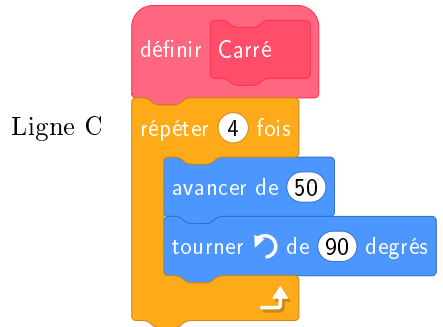 définir Carré
Ligne C répéter 4 fois
avancer de 50
tourner de 90 degrés